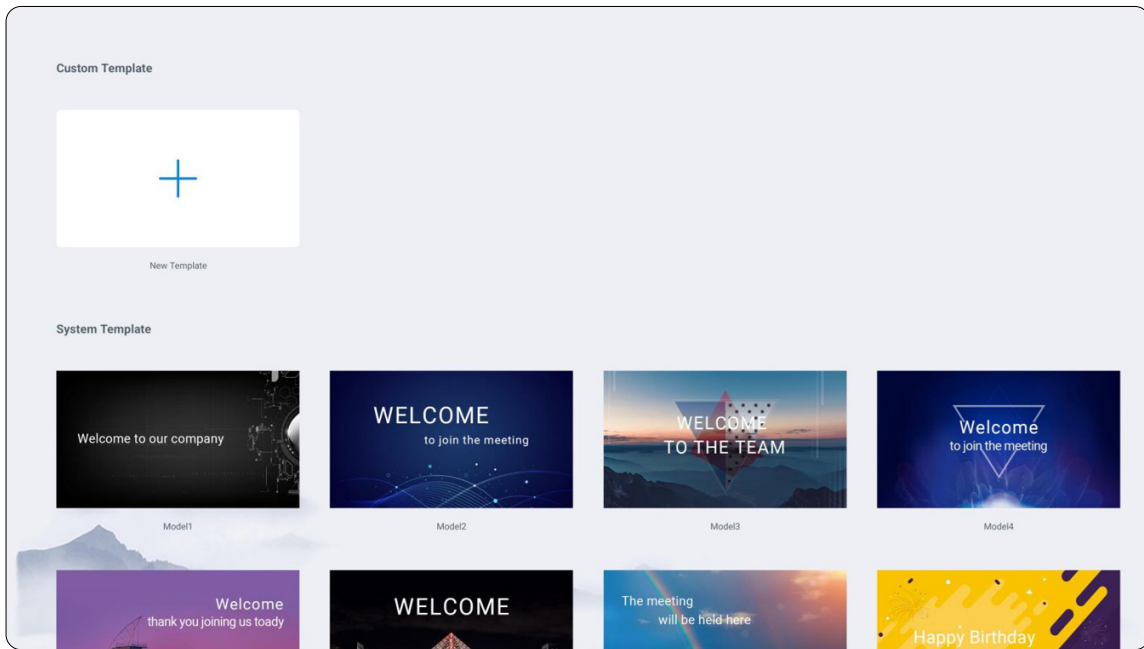 Custom Template
New Template
System Template
Welcome to our company
WELCOME
to join the meeting
WELCOME
TO THE TEAM
Welcome
to join the meeting
Model1
Model2
Model3
Model4
Welcome
thank you joining us toady
WELCOME
The meeting
will be held here
Happy Birthday